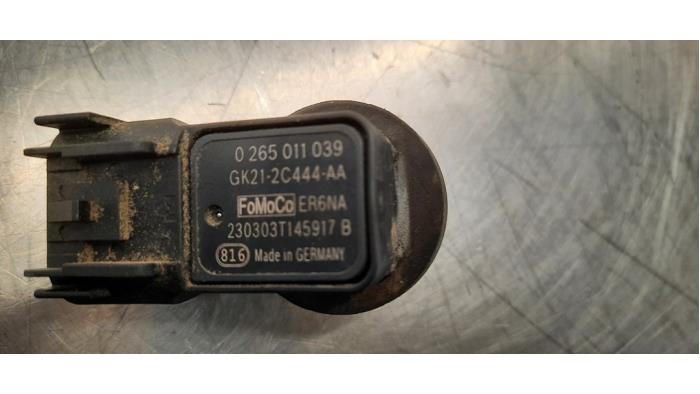 0 265 011 039
GK21-2C444-AA
FoMoCo ER6NA
230303T145917 B
816 Made in GERMANY